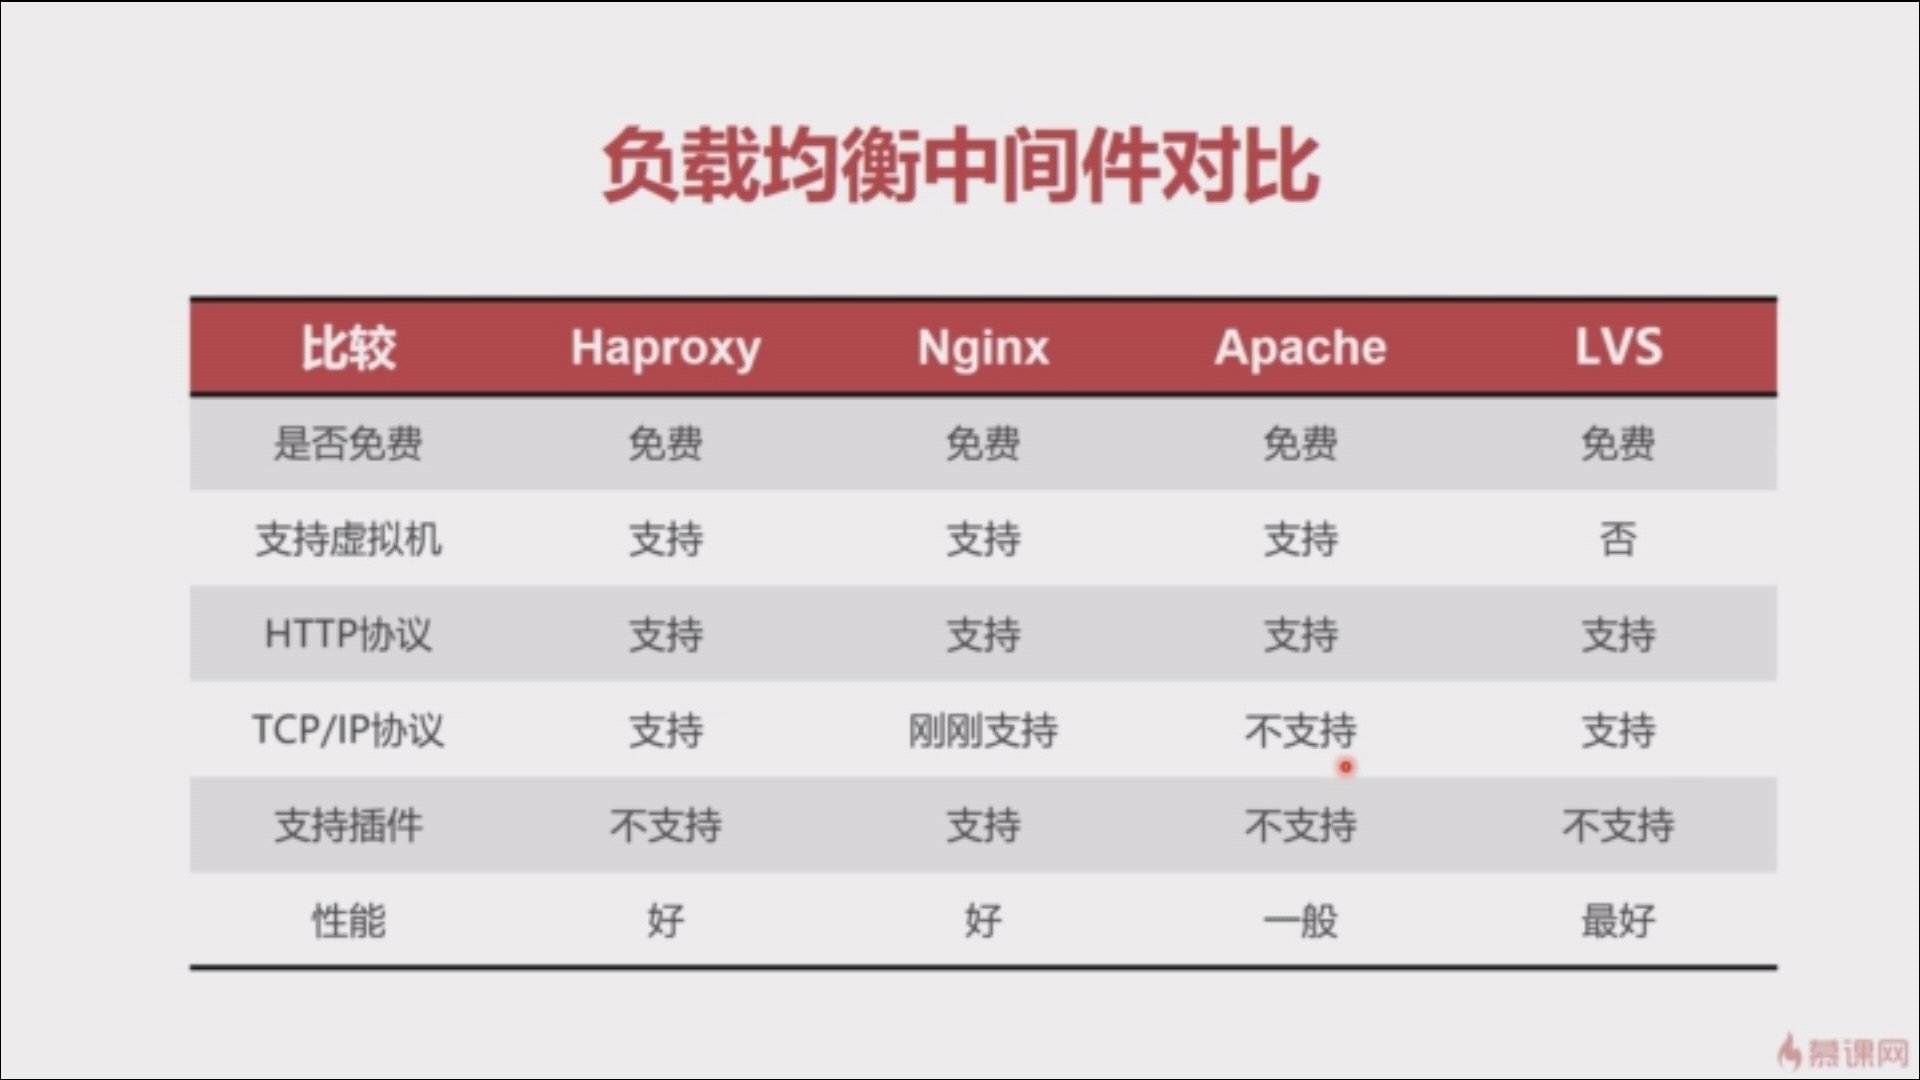 负载均衡中间件对比
比较 Haproxy Nginx Apache LVS
是否免费 免费 免费 免费 免费
支持虚拟机 支持 支持 支持 否
HTTP协议 支持 支持 支持 支持
TCP/IP协议 支持 刚刚支持 不支持 支持
支持插件 不支持 支持 不支持 不支持
性能 好 好 一般 最好
慕课网